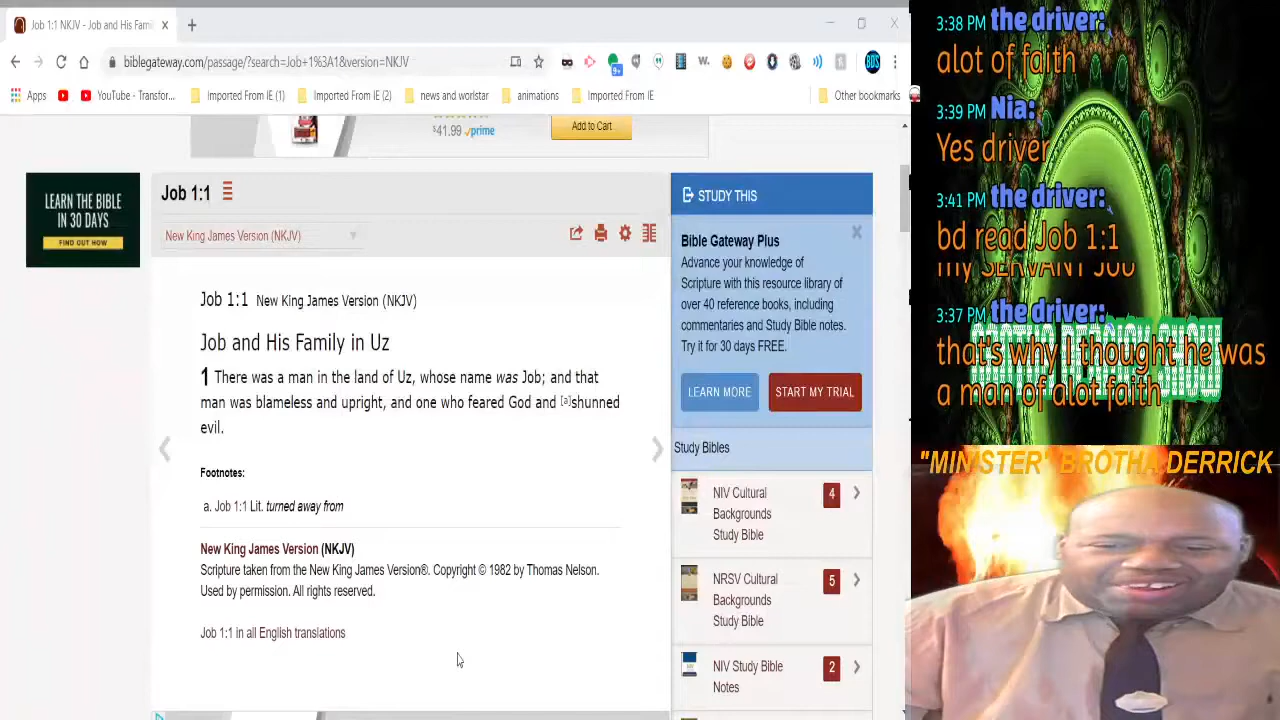 Job 1:1 NKJV - Job and His Fami
biblegateway.com/passage/?search=Job+1%3A1&version=NKJV
9+
W.
BDS
Apps
YouTube - Transfor...
Imported From IE (1)
Imported From IE (2)
news and worlstar
animations
Imported From IE
Other bookmarks
$41.99 prime
Add to Cart
LEARN THE BIBLE
IN 30 DAYS
FIND OUT HOW
Job 1:1
New King James Version (NKJV)
Job 1:1 New King James Version (NKJV)
Job and His Family in Uz
1 There was a man in the land of Uz, whose name was Job; and that
man was blameless and upright, and one who feared God and [a]shunned
evil.
Footnotes:
a. Job 1:1 Lit. turned away from
New King James Version (NKJV)
Scripture taken from the New King James Version®. Copyright © 1982 by Thomas Nelson.
Used by permission. All rights reserved.
Job 1:1 in all English translations
STUDY THIS
Bible Gateway Plus
Advance your knowledge of
Scripture with this resource library of
over 40 reference books, including
commentaries and Study Bible notes.
Try it for 30 days FREE.
LEARN MORE
START MY TRIAL
Study Bibles
NIV Cultural
Backgrounds
Study Bible
4
NRSV Cultural
Backgrounds
Study Bible
5
NIV Study Bible
Notes
2
3:38 PM the driver:
alot of faith
3:39 PM Nia:
Yes driver
3:41 PM the driver:
bd read Job 1:1
my SERVANT JOB
3:37 PM the driver:
that's why I thought he was
a man of alot faith
"MINISTER" BROTHA DERRICK